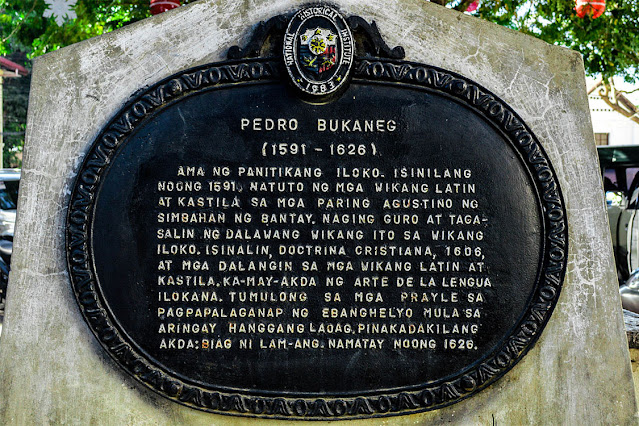 NATIONAL HISTORICAL INSTITUTE
1983
PEDRO BUKANEG
(1591 - 1626)
AMA NG PANITIKANG ILOKO. ISINILANG
NOONG 1591. NATUTO NG MGA WIKANG LATIN
AT KASTILA SA MGA PARING AGUSTINO NG
SIMBAHAN NG BANTAY. NAGING GURO AT TAGA-
SALIN NG DALAWANG WIKANG ITO SA WIKANG
ILOKO. ISINALIN, DOCTRINA CRISTIANA, 1606,
AT MGA DALANGIN SA MGA WIKANG LATIN AT
KASTILA. KA-MAY-AKDA NG ARTE DE LA LENGUA
ILOKANA. TUMULONG SA MGA PRAYLE SA
PAGPAPALAGANAP NG EBANGHELYO MULA SA
ARINGAY HANGGANG LAOAG. PINAKADAKILANG
AKDA: BIAG NI LAM-ANG. NAMATAY NOONG 1626.